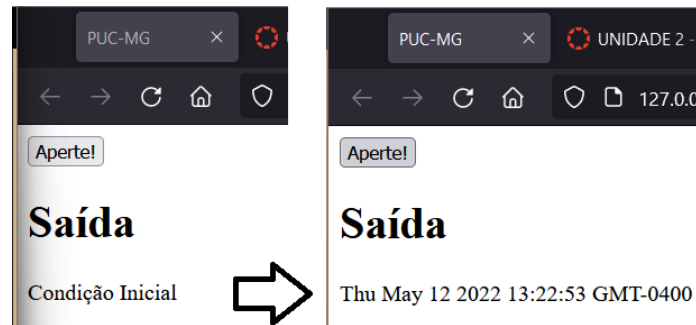 PUC-MG
Aperte!
Saída
Condição Inicial
PUC-MG
UNIDADE 2 -
127.0.0
Aperte!
Saída
Thu May 12 2022 13:22:53 GMT-0400